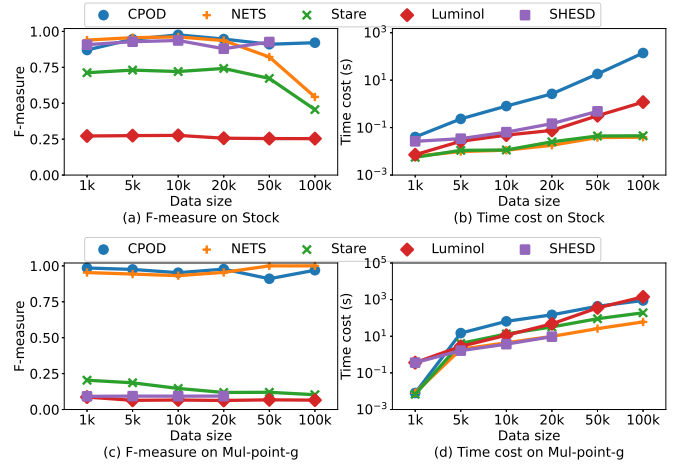 CPOD NETS Stare Luminol SHESD
1.00
0.75
0.50
0.25
0.00
F-measure
1k 5k 10k 20k 50k 100k
Data size
(a) F-measure on Stock
10^3
10^1
10^−1
10^−3
Time cost (s)
1k 5k 10k 20k 50k 100k
Data size
(b) Time cost on Stock
CPOD NETS Stare Luminol SHESD
1.00
0.75
0.50
0.25
0.00
F-measure
1k 5k 10k 20k 50k 100k
Data size
(c) F-measure on Mul-point-g
10^5
10^3
10^1
10^−1
10^−3
Time cost (s)
1k 5k 10k 20k 50k 100k
Data size
(d) Time cost on Mul-point-g